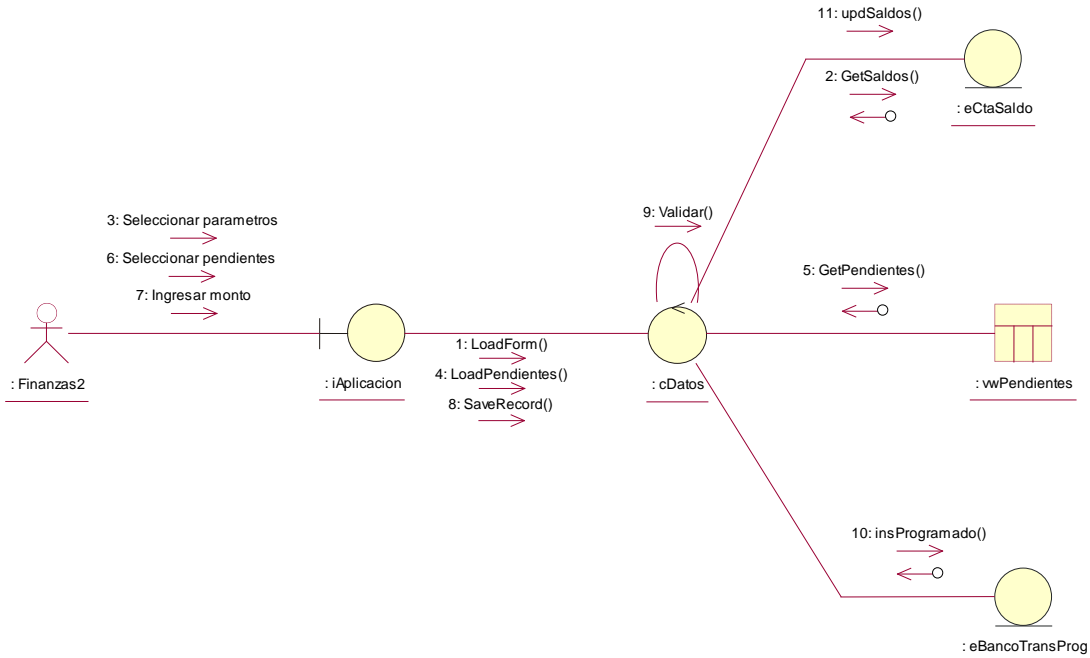 11: updSaldos()
2: GetSaldos()
: eCtaSaldo
3: Seleccionar parametros
6: Seleccionar pendientes
7: Ingresar monto
9: Validar()
5: GetPendientes()
1: LoadForm()
4: LoadPendientes()
8: SaveRecord()
: Finanzas2
: iAplicacion
: cDatos
: vwPendientes
10: insProgramado()
: eBancoTransProg